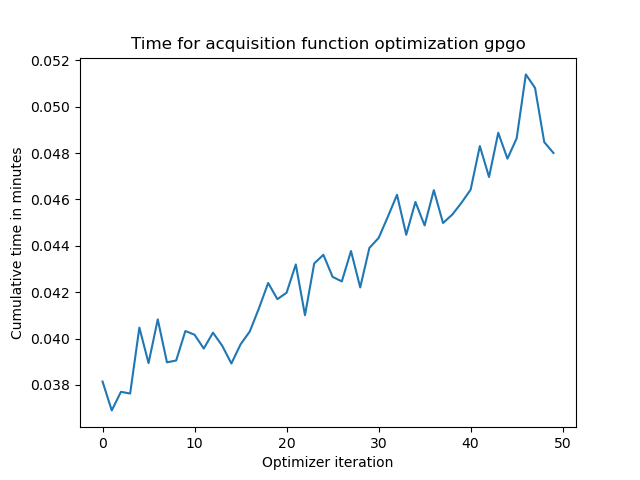 Time for acquisition function optimization gpgo
0.052
0.050
0.048
0.046
0.044
0.042
0.040
0.038
Cumulative time in minutes
0 10 20 30 40 50
Optimizer iteration